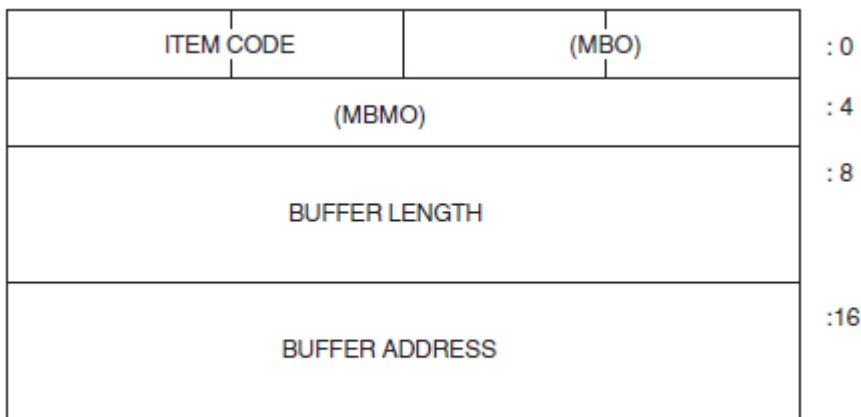 ITEM CODE (MBO) : 0
(MBMO) : 4
: 8
BUFFER LENGTH
:16
BUFFER ADDRESS